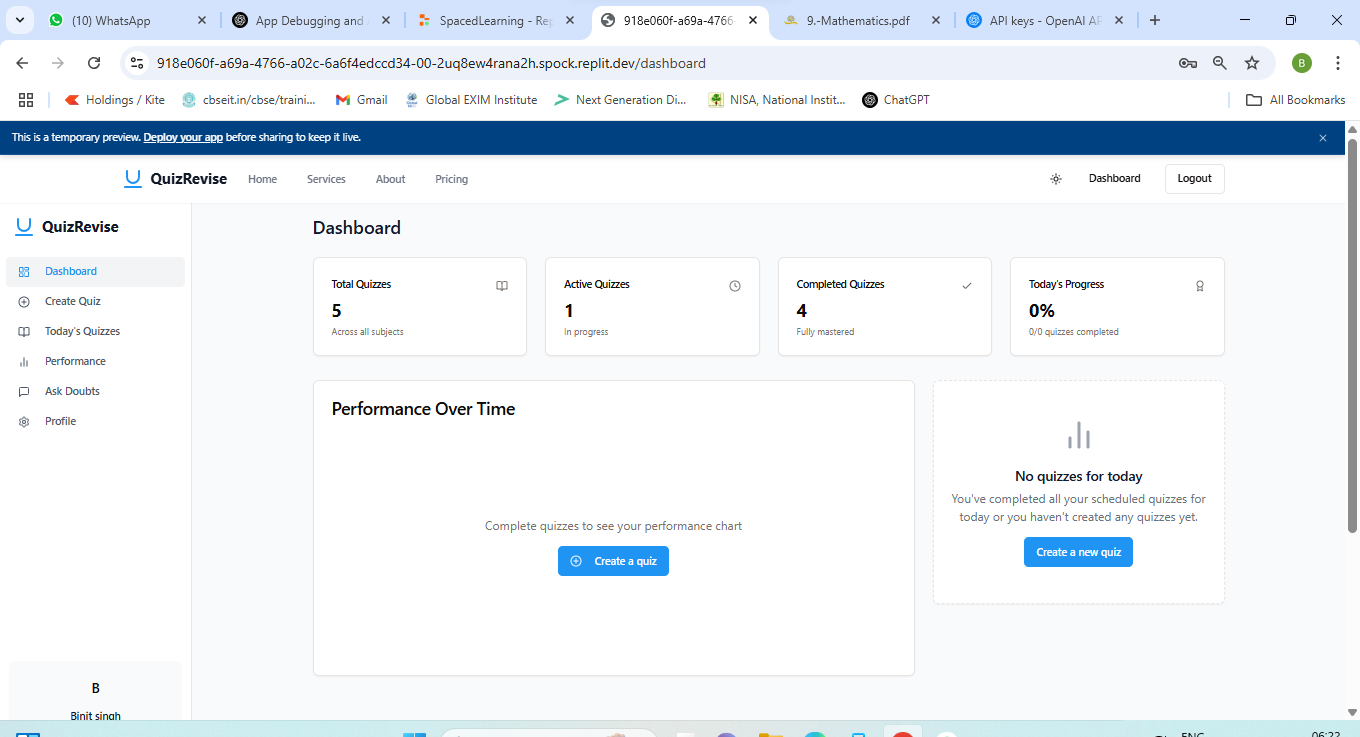 (10) WhatsApp
App Debugging and
SpacedLearning - Rep
918e060f-a69a-4766-
9.-Mathematics.pdf
API keys - OpenAI AP
918e060f-a69a-4766-a02c-6a6f4edccd34-00-2uq8ew4rana2h.spock.replit.dev/dashboard
B
Holdings / Kite
cbseit.in/cbse/traini...
Gmail
Global EXIM Institute
Next Generation Di...
NISA, National Instit...
ChatGPT
All Bookmarks
This is a temporary preview. Deploy your app before sharing to keep it live.
QuizRevise
Home
Services
About
Pricing
Dashboard
Logout
QuizRevise
Dashboard
Create Quiz
Today's Quizzes
Performance
Ask Doubts
Profile
B
Binit singh
Dashboard
Total Quizzes
5
Across all subjects
Active Quizzes
1
In progress
Completed Quizzes
4
Fully mastered
Today's Progress
0%
0/0 quizzes completed
Performance Over Time
Complete quizzes to see your performance chart
Create a quiz
No quizzes for today
You've completed all your scheduled quizzes for
today or you haven't created any quizzes yet.
Create a new quiz
ENG
06:22